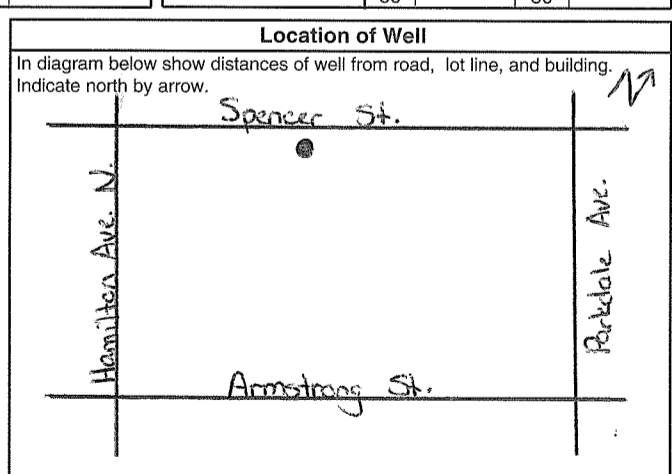 Location of Well
In diagram below show distances of well from road, lot line, and building.
Indicate north by arrow.
N
Spencer St.
Hamilton Ave. N.
Parkdale Ave.
Armstrong St.